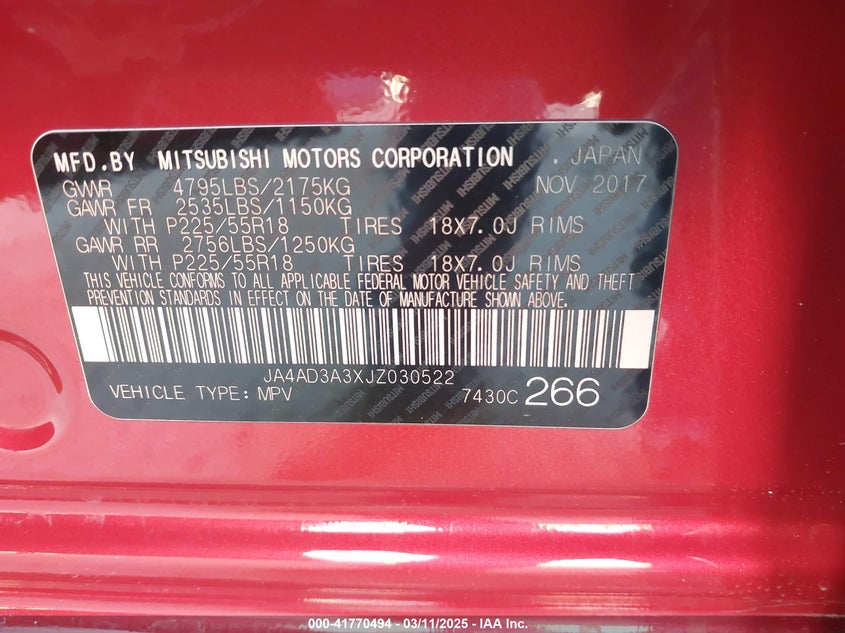 MFD.BY MITSUBISHI MOTORS CORPORATION . JAPAN
GVWR 4795LBS/2175KG NOV 2017
GAWR FR 2535LBS/1150KG
WITH P225/55R18 TIRES 18X7.0J RIMS
GAWR RR 2756LBS/1250KG
WITH P225/55R18 TIRES 18X7.0J RIMS
THIS VEHICLE CONFORMS TO ALL APPLICABLE FEDERAL MOTOR VEHICLE SAFETY AND THEFT
PREVENTION STANDARDS IN EFFECT ON THE DATE OF MANUFACTURE SHOWN ABOVE.
JA4AD3A3XJZ030522
VEHICLE TYPE: MPV 7430C 266
000-41770494 - 03/11/2025 - IAA Inc.